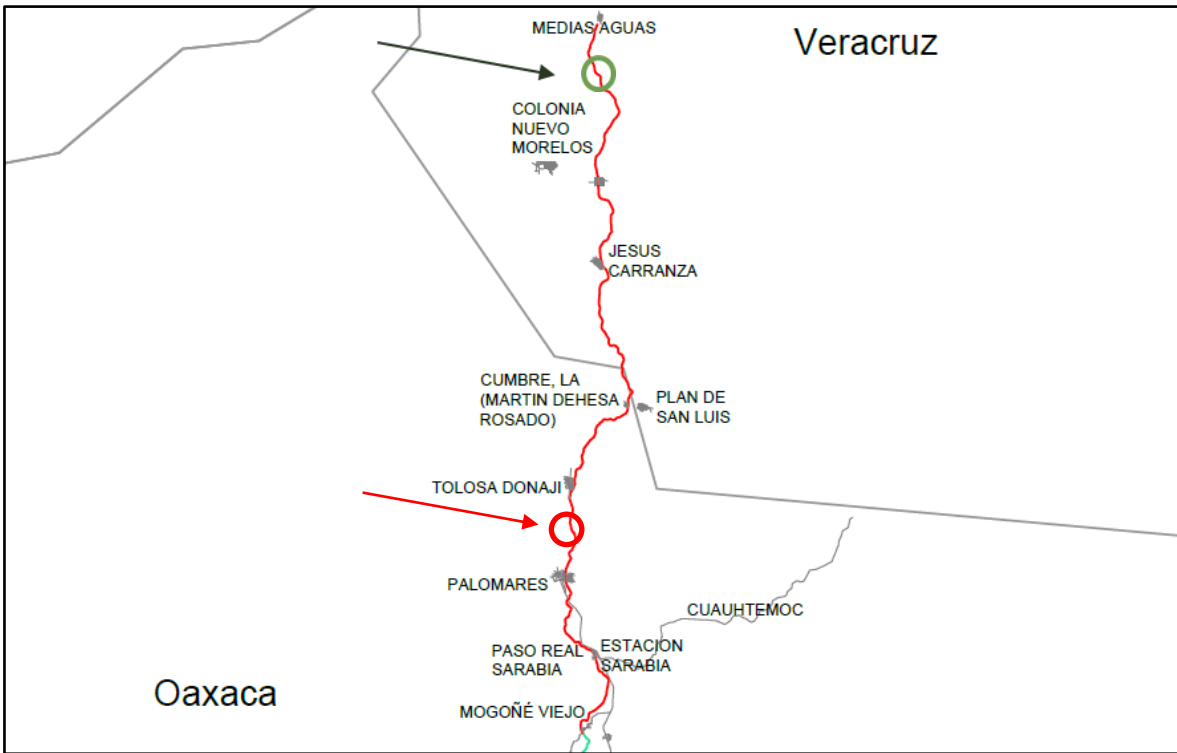 MEDIAS AGUAS
Veracruz
COLONIA
NUEVO
MORELOS
JESUS
CARRANZA
CUMBRE, LA
(MARTIN DEHESA
ROSADO)
PLAN DE
SAN LUIS
TOLOSA DONAJI
PALOMARES
CUAUHTEMOC
PASO REAL
SARABIA
ESTACION
SARABIA
Oaxaca
MOGOÑÉ VIEJO